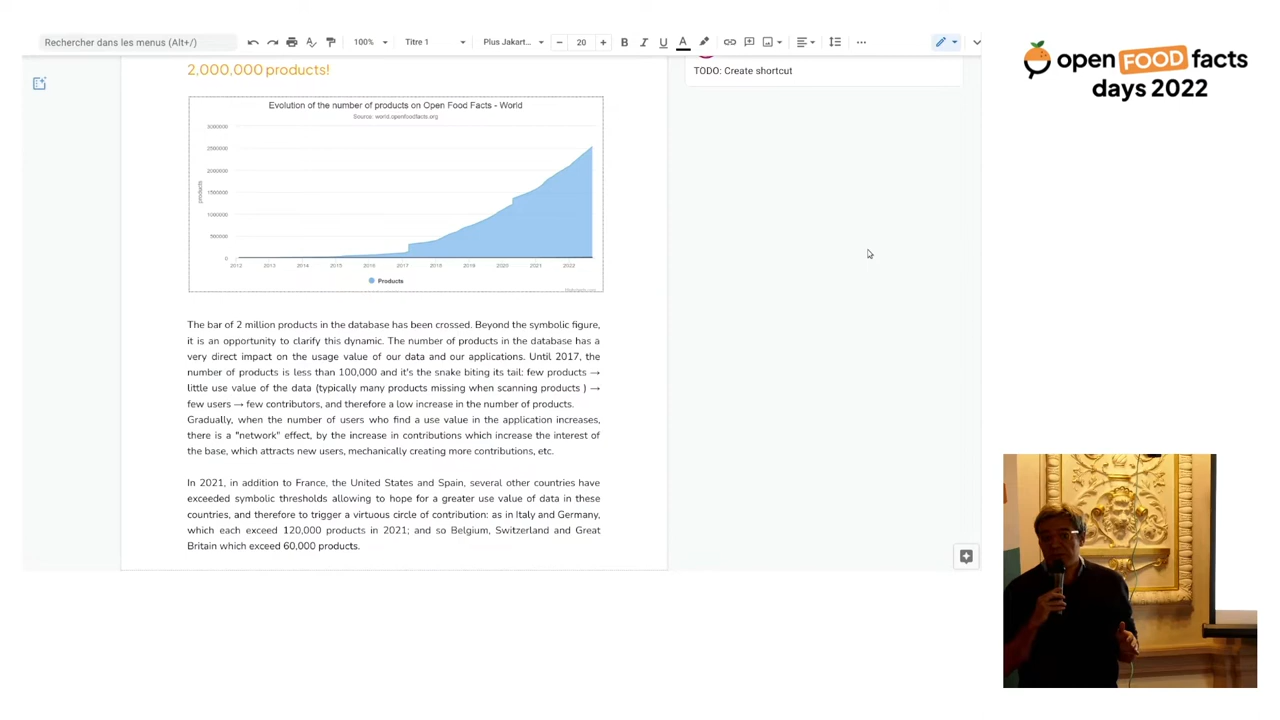 Rechercher dans les menus (Alt+/)
100%
Titre 1
Plus Jakart...
20
B I U A
open FOOD facts
days 2022
2,000,000 products!
TODO: Create shortcut
Evolution of the number of products on Open Food Facts - World
Source: world.openfoodfacts.org
products
3000000
2500000
2000000
1500000
1000000
500000
0
2012 2013 2014 2015 2016 2017 2018 2019 2020 2021 2022
Products
The bar of 2 million products in the database has been crossed. Beyond the symbolic figure,
it is an opportunity to clarify this dynamic. The number of products in the database has a
very direct impact on the usage value of our data and our applications. Until 2017, the
number of products is less than 100,000 and it's the snake biting its tail: few products →
little use value of the data (typically many products missing when scanning products ) →
few users → few contributors, and therefore a low increase in the number of products.
Gradually, when the number of users who find a use value in the application increases,
there is a "network" effect, by the increase in contributions which increase the interest of
the base, which attracts new users, mechanically creating more contributions, etc.
In 2021, in addition to France, the United States and Spain, several other countries have
exceeded symbolic thresholds allowing to hope for a greater use value of data in these
countries, and therefore to trigger a virtuous circle of contribution: as in Italy and Germany,
which each exceed 120,000 products in 2021; and so Belgium, Switzerland and Great
Britain which exceed 60,000 products.